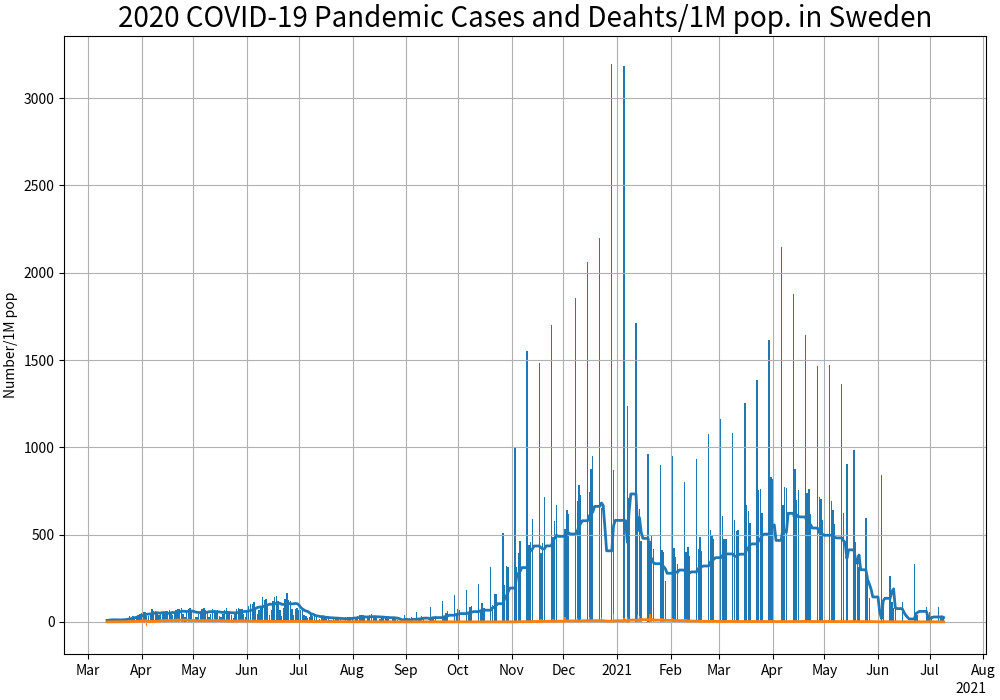 2020 COVID-19 Pandemic Cases and Deahts/1M pop. in Sweden
Number/1M pop
3000
2500
2000
1500
1000
500
0
Mar Apr May Jun Jul Aug Sep Oct Nov Dec 2021 Feb Mar Apr May Jun Jul Aug
2021